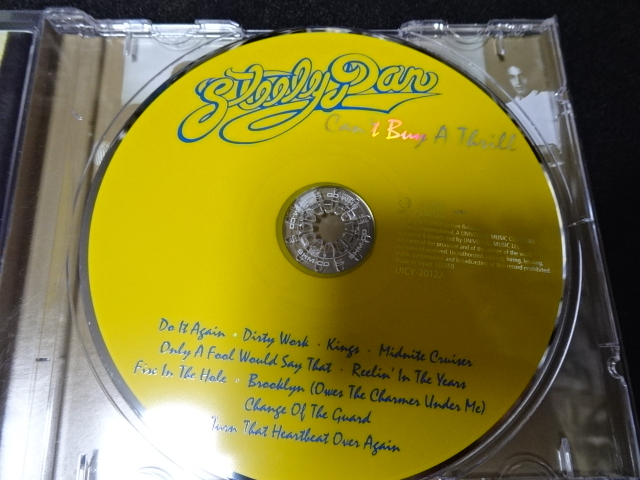 Steely Dan
Can't Buy A Thrill
UICY-20127
Do It Again • Dirty Work • Kings • Midnite Cruiser
Only A Fool Would Say That • Reelin' In The Years
Fire In The Hole • Brooklyn (Owes The Charmer Under Me)
Change Of The Guard
Turn That Heartbeat Over Again